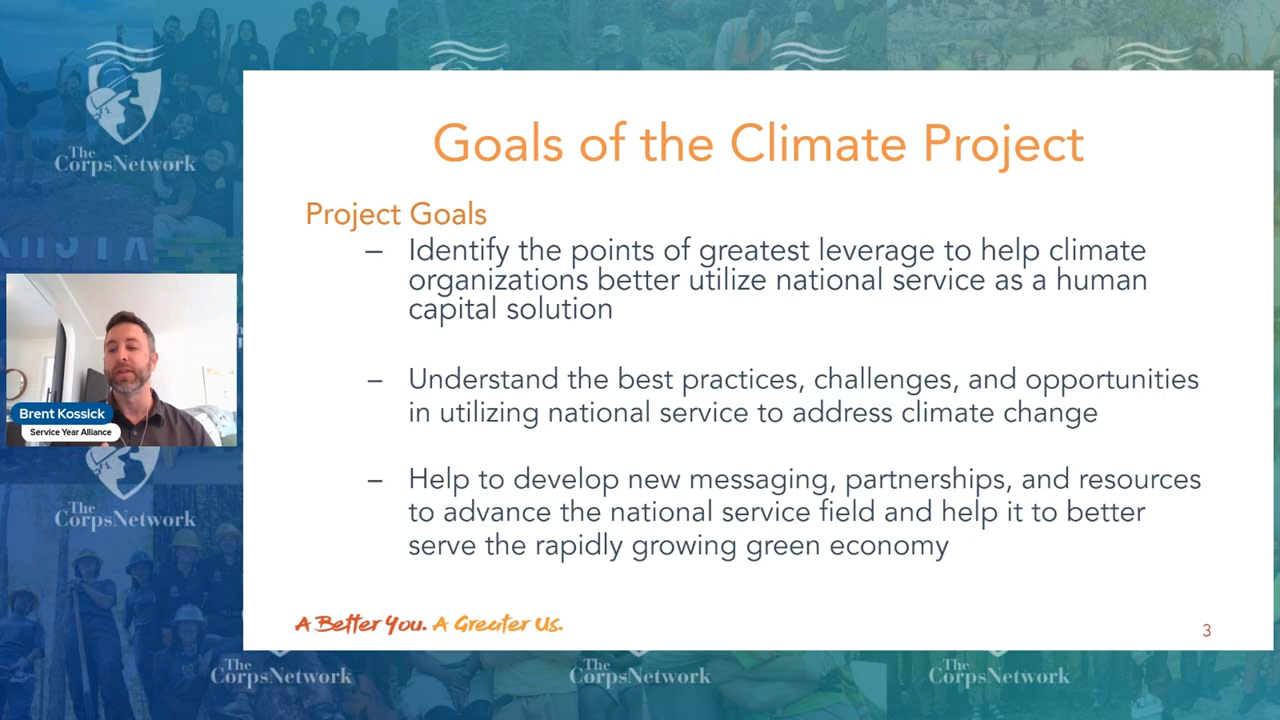 The
CorpsNetwork
Goals of the Climate Project
Project Goals
– Identify the points of greatest leverage to help climate
organizations better utilize national service as a human
capital solution
– Understand the best practices, challenges, and opportunities
in utilizing national service to address climate change
– Help to develop new messaging, partnerships, and resources
to advance the national service field and help it to better
serve the rapidly growing green economy
A Better You. A Greater Us.
3
Brent Kossick
Service Year Alliance
The
CorpsNetwork
The
CorpsNetwork
The
CorpsNetwork
The
CorpsNetwork